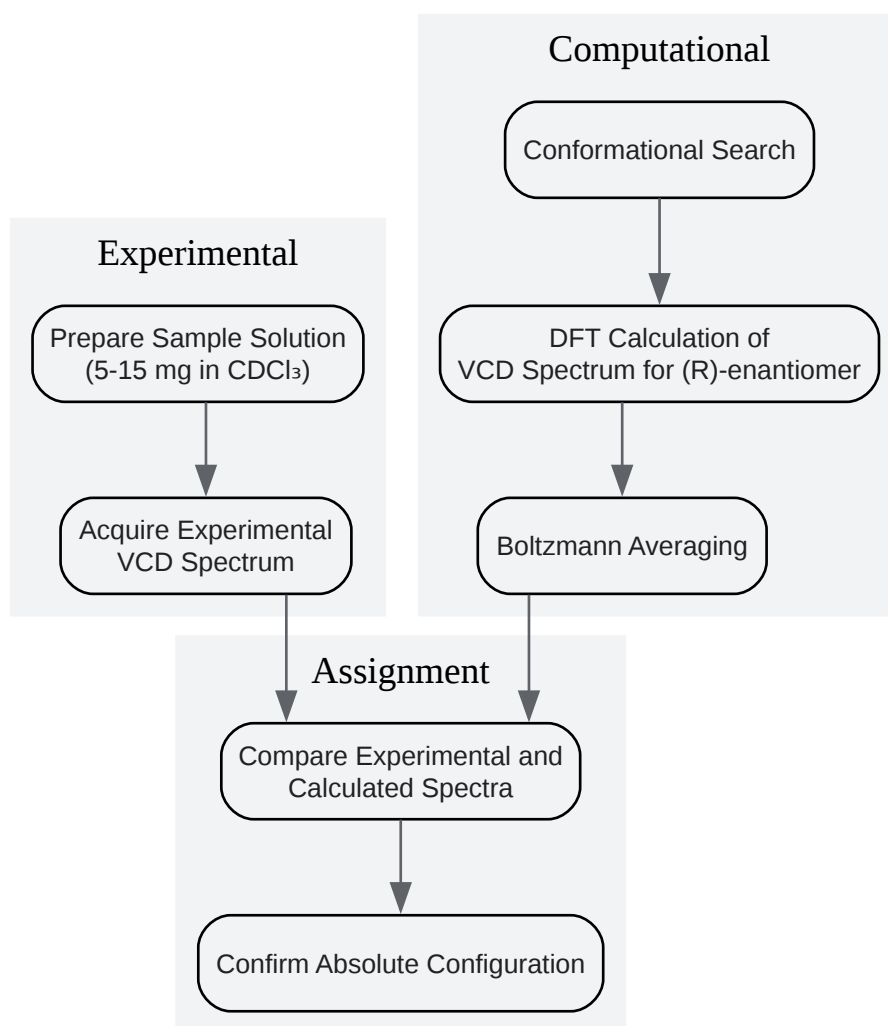 Computational
Conformational Search
Experimental
Prepare Sample Solution
(5-15 mg in CDCl₃)
DFT Calculation of
VCD Spectrum for (R)-enantiomer
Acquire Experimental
VCD Spectrum
Boltzmann Averaging
Assignment
Compare Experimental and
Calculated Spectra
Confirm Absolute Configuration